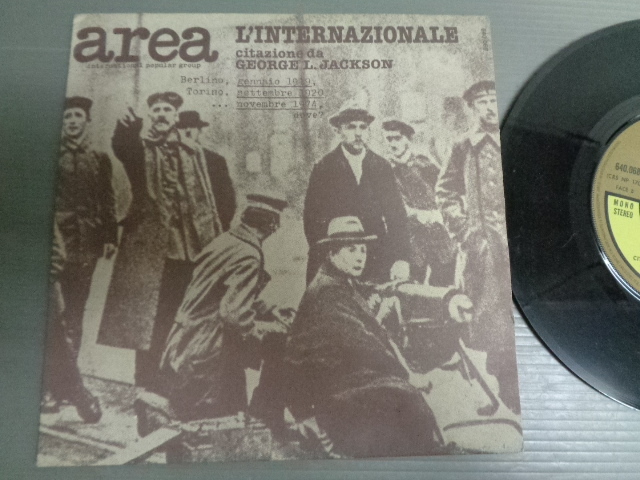 area
international popular group
L'INTERNAZIONALE
citazione da
GEORGE L. JACKSON
Berlino, gennaio 1919,
Torino, settembre 1920
... novembre 1974,
dove?
MONO
STEREO